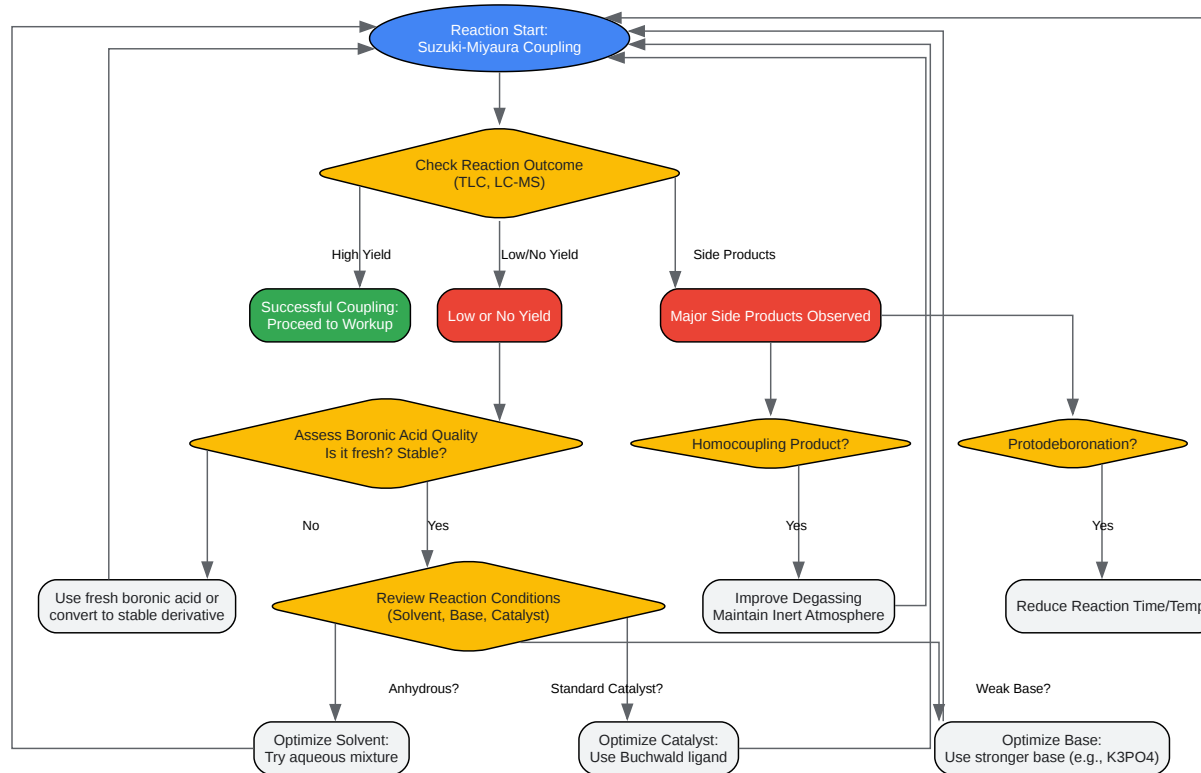 Reaction Start:
Suzuki-Miyaura Coupling
Check Reaction Outcome
(TLC, LC-MS)
High Yield
Low/No Yield
Side Products
Successful Coupling:
Proceed to Workup
Low or No Yield
Major Side Products Observed
Assess Boronic Acid Quality
Is it fresh? Stable?
Homocoupling Product?
Protodeboronation?
No
Yes
Yes
Yes
Use fresh boronic acid or
convert to stable derivative
Review Reaction Conditions
(Solvent, Base, Catalyst)
Improve Degassing
Maintain Inert Atmosphere
Reduce Reaction Time/Temp
Anhydrous?
Standard Catalyst?
Weak Base?
Optimize Solvent:
Try aqueous mixture
Optimize Catalyst:
Use Buchwald ligand
Optimize Base:
Use stronger base (e.g., K3PO4)